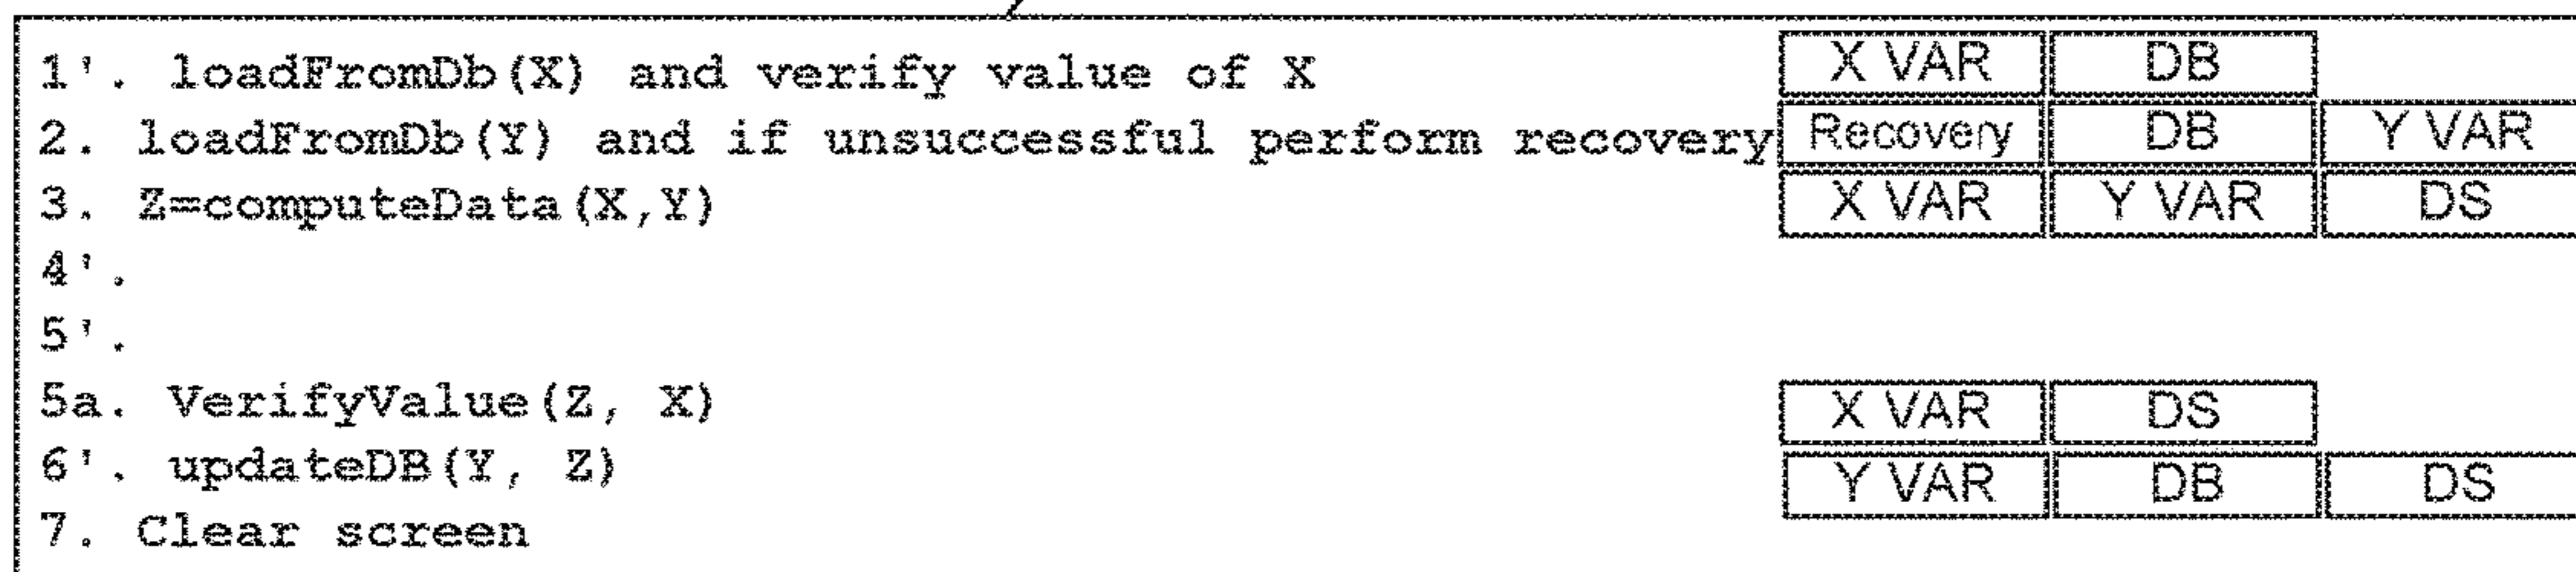 1'. loadFromDb(X) and verify value of X X VAR DB
2. loadFromDb(Y) and if unsuccessful perform recovery Recovery DB Y VAR
3. Z=computeData(X,Y) X VAR Y VAR DS
4'.
5'.
5a. VerifyValue(Z, X) X VAR DS
6'. updateDB(Y, Z) Y VAR DB DS
7. Clear screen